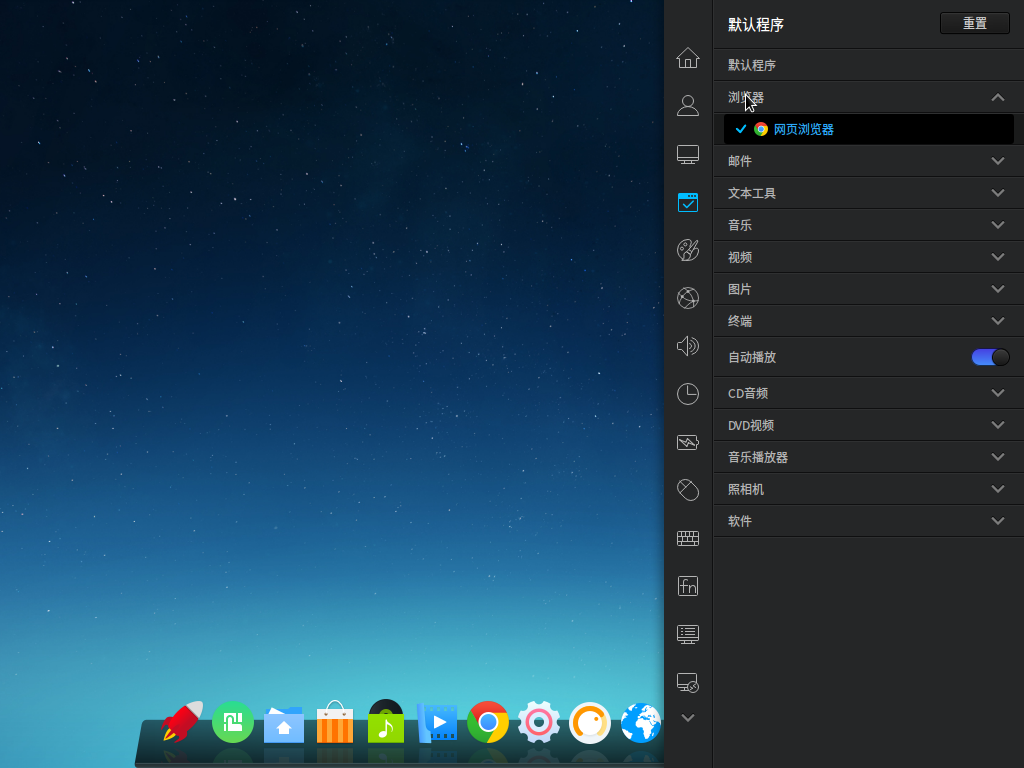 默认程序
重置
默认程序
浏览器
网页浏览器
邮件
文本工具
音乐
视频
图片
终端
自动播放
CD音频
DVD视频
音乐播放器
照相机
软件
fn